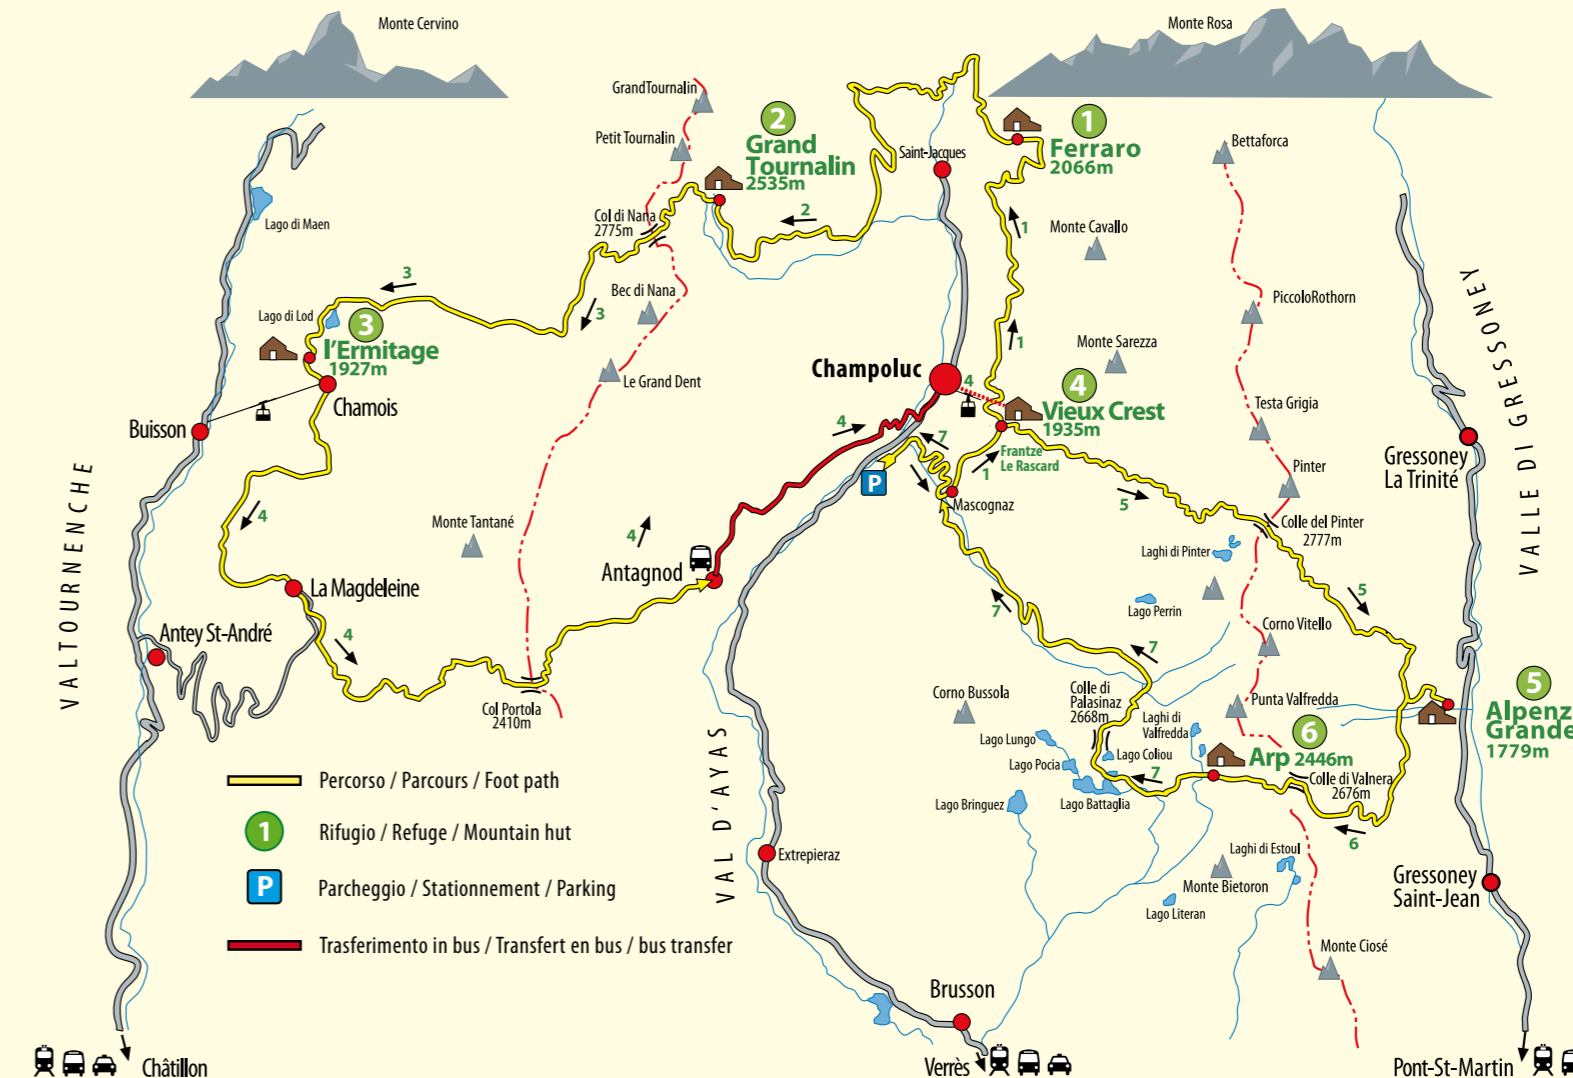 Monte Cervino
Monte Rosa
GrandTournalin
Petit Tournalin
2
Grand
Tournalin
2535m
Saint-Jacques
1
Ferraro
2066m
Bettaforca
Lago di Maen
Col di Nana
2775m
2
1
Monte Cavallo
3
Bec di Nana
3
PiccoloRothorn
VALLE DI GRESSONEY
Lago di Lod
3
l'Ermitage
1927m
1
Monte Sarezza
Le Grand Dent
Champoluc
4
4
Vieux Crest
1935m
Chamois
Buisson
Testa Grigia
4
7
Frantze
Le Rascard
Gressoney
La Trinité
Pinter
P
1
5
Mascognaz
VALTOURNENCHE
4
Monte Tantané
4
Colle del Pinter
2777m
Laghi di Pinter
Antagnod
La Magdeleine
Lago Perrin
7
5
Antey St-André
4
Corno Vitello
7
Corno Bussola
Colle di
Palasinaz
2668m
Punta Valfredda
5
Alpenz
Grande
1779m
Col Portola
2410m
Laghi di
Valfredda
6
Arp 2446m
Lago Lungo
Lago Coliou
Lago Pocia
7
Colle di Valnera
2676m
Lago Battaglia
Lago Bringuez
6
VAL D'AYAS
Percorso / Parcours / Foot path
1
Rifugio / Refuge / Mountain hut
P
Parcheggio / Stationnement / Parking
Trasferimento in bus / Transfert en bus / bus transfer
Extrepieraz
Laghi di Estoul
Monte Bietoron
Lago Literan
Gressoney
Saint-Jean
Monte Ciosé
Brusson
Châtillon
Verrès
Pont-St-Martin